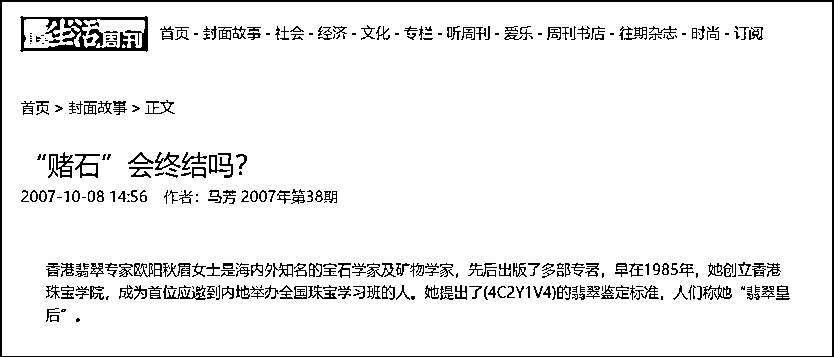 生活周刊
首页 - 封面故事 - 社会 - 经济 - 文化 - 专栏 - 听周刊 - 爱乐 - 周刊书店 - 往期杂志 - 时尚 - 订阅
首页 > 封面故事 > 正文
“赌石”会终结吗？
2007-10-08 14:56 作者：马芳 2007年第38期
香港翡翠专家欧阳秋眉女士是海内外知名的宝石学家及矿物学家，先后出版了多部专著，早在1985年，她创立香港
珠宝学院，成为首位应邀到内地举办全国珠宝学习班的人。她提出了(4C2Y1V4)的翡翠鉴定标准，人们称她“翡翠皇
后”。